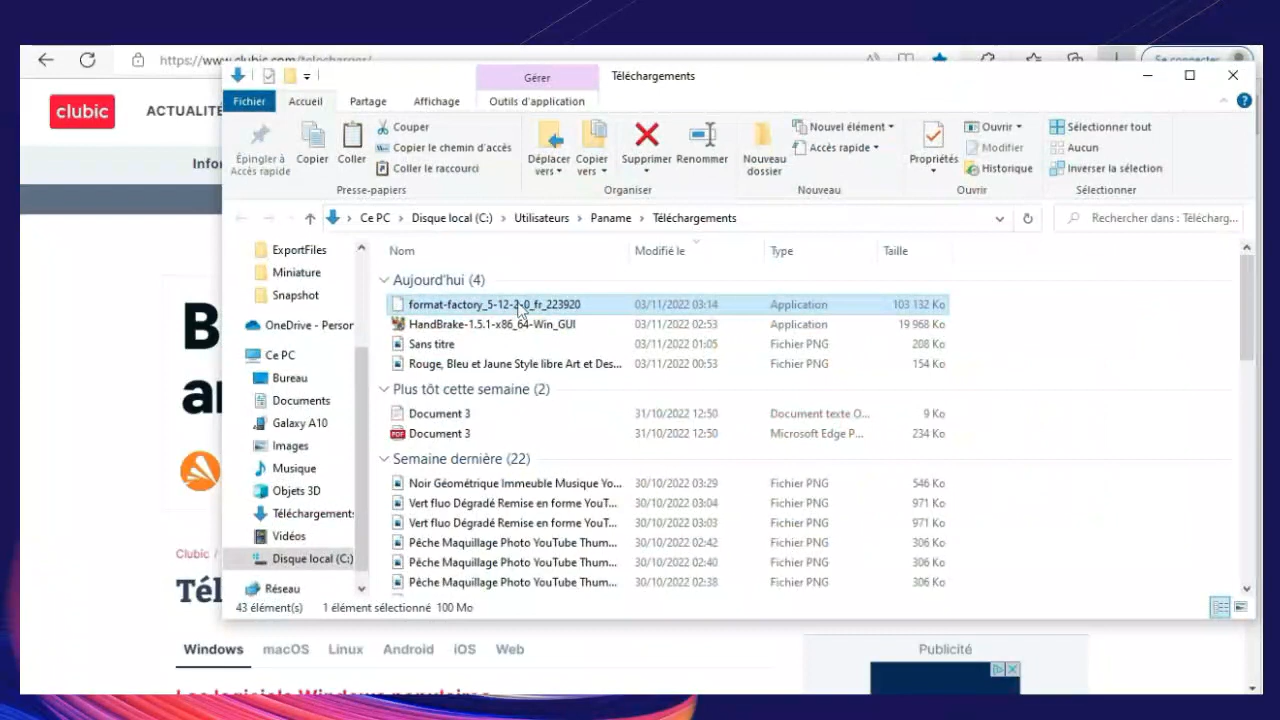 https://www.clubic.com/telecharger/
Se connecter
clubic
ACTUALITÉ
Infor
B
an
Clubic /
Tél
Windows macOS Linux Android iOS Web
Les logiciels Windows populaires
Publicité
Gérer Téléchargements
Fichier Accueil Partage Affichage Outils d'application
Épingler à
Accès rapide
Copier
Coller
Couper
Copier le chemin d'accès
Coller le raccourci
Presse-papiers
Déplacer
vers
Copier
vers
Supprimer
Renommer
Organiser
Nouveau
dossier
Nouvel élément
Accès rapide
Nouveau
Propriétés
Ouvrir
Modifier
Historique
Ouvrir
Sélectionner tout
Aucun
Inverser la sélection
Sélectionner
Ce PC > Disque local (C:) > Utilisateurs > Paname > Téléchargements
Rechercher dans : Télécharg...
ExportFiles
Miniature
Snapshot
OneDrive - Person
Ce PC
Bureau
Documents
Galaxy A10
Images
Musique
Objets 3D
Téléchargements
Vidéos
Disque local (C:)
Réseau
Nom Modifié le Type Taille
Aujourd'hui (4)
format-factory_5-12-2-0_fr_223920 03/11/2022 03:14 Application 103 132 Ko
HandBrake-1.5.1-x86_64-Win_GUI 03/11/2022 02:53 Application 19 968 Ko
Sans titre 03/11/2022 01:05 Fichier PNG 208 Ko
Rouge, Bleu et Jaune Style libre Art et Des... 03/11/2022 00:53 Fichier PNG 154 Ko
Plus tôt cette semaine (2)
Document 3 31/10/2022 12:50 Document texte O... 9 Ko
Document 3 31/10/2022 12:50 Microsoft Edge P... 234 Ko
Semaine dernière (22)
Noir Géométrique Immeuble Musique Yo... 30/10/2022 03:29 Fichier PNG 546 Ko
Vert fluo Dégradé Remise en forme YouT... 30/10/2022 03:04 Fichier PNG 971 Ko
Vert fluo Dégradé Remise en forme YouT... 30/10/2022 03:03 Fichier PNG 971 Ko
Pêche Maquillage Photo YouTube Thum... 30/10/2022 02:42 Fichier PNG 306 Ko
Pêche Maquillage Photo YouTube Thum... 30/10/2022 02:40 Fichier PNG 306 Ko
Pêche Maquillage Photo YouTube Thum... 30/10/2022 02:38 Fichier PNG 306 Ko
43 élément(s) 1 élément sélectionné 100 Mo